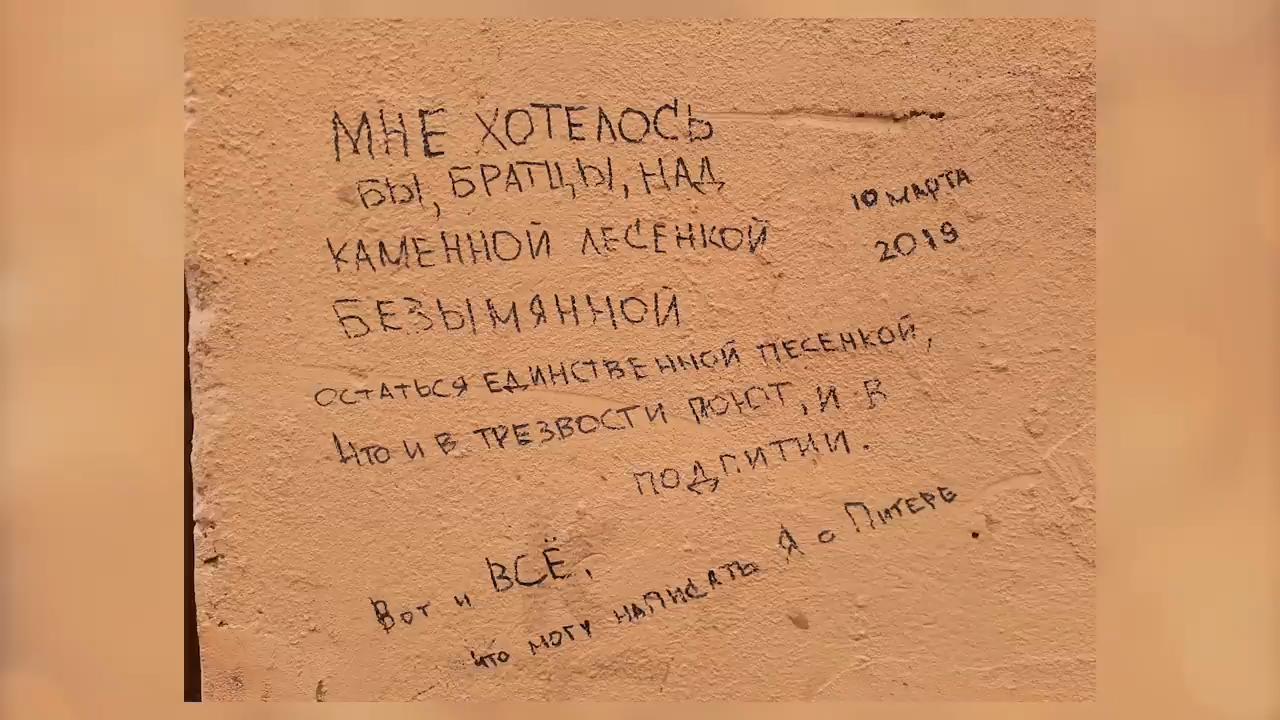 МНЕ ХОТЕЛОСЬ
БЫ, БРАТЦЫ, НАД
КАМЕННОЙ ЛЕСЕНКОЙ
БЕЗЫМЯННОЙ
ОСТАТЬСЯ ЕДИНСТВЕННОЙ ПЕСЕНКОЙ,
ЧТО И В ТРЕЗВОСТИ ПОЮТ, И В
ПОДПИТИИ.
10 МАРТА
2019
ВОТ И ВСЁ,
ЧТО МОГУ НАПИСАТЬ Я О ПИТЕРЕ